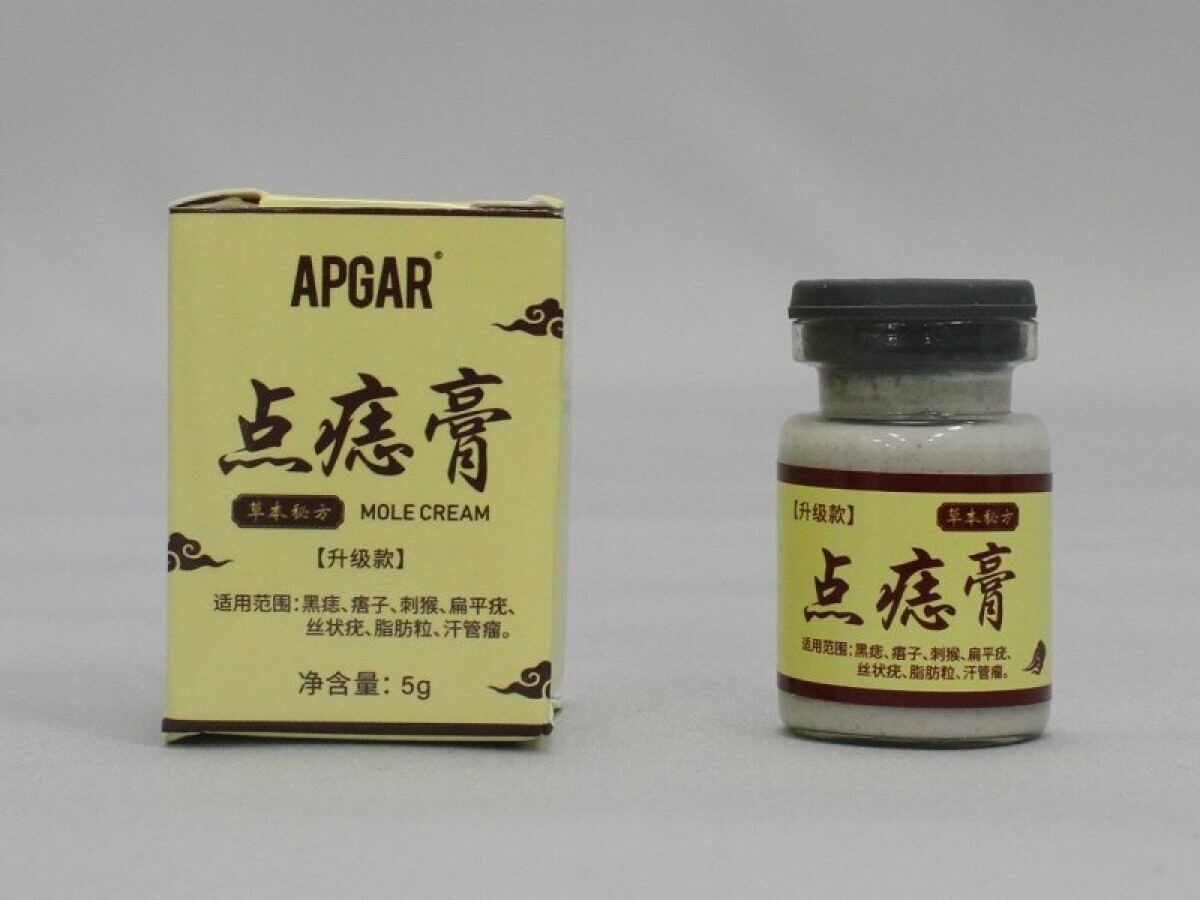 APGAR®
点痣膏
草本秘方 MOLE CREAM
【升级款】
适用范围：黑痣、痦子、刺猴、扁平疣、
丝状疣、脂肪粒、汗管瘤。
净含量：5g
【升级款】 草本秘方
点痣膏
适用范围：黑痣、痦子、刺猴、扁平疣、
丝状疣、脂肪粒、汗管瘤。